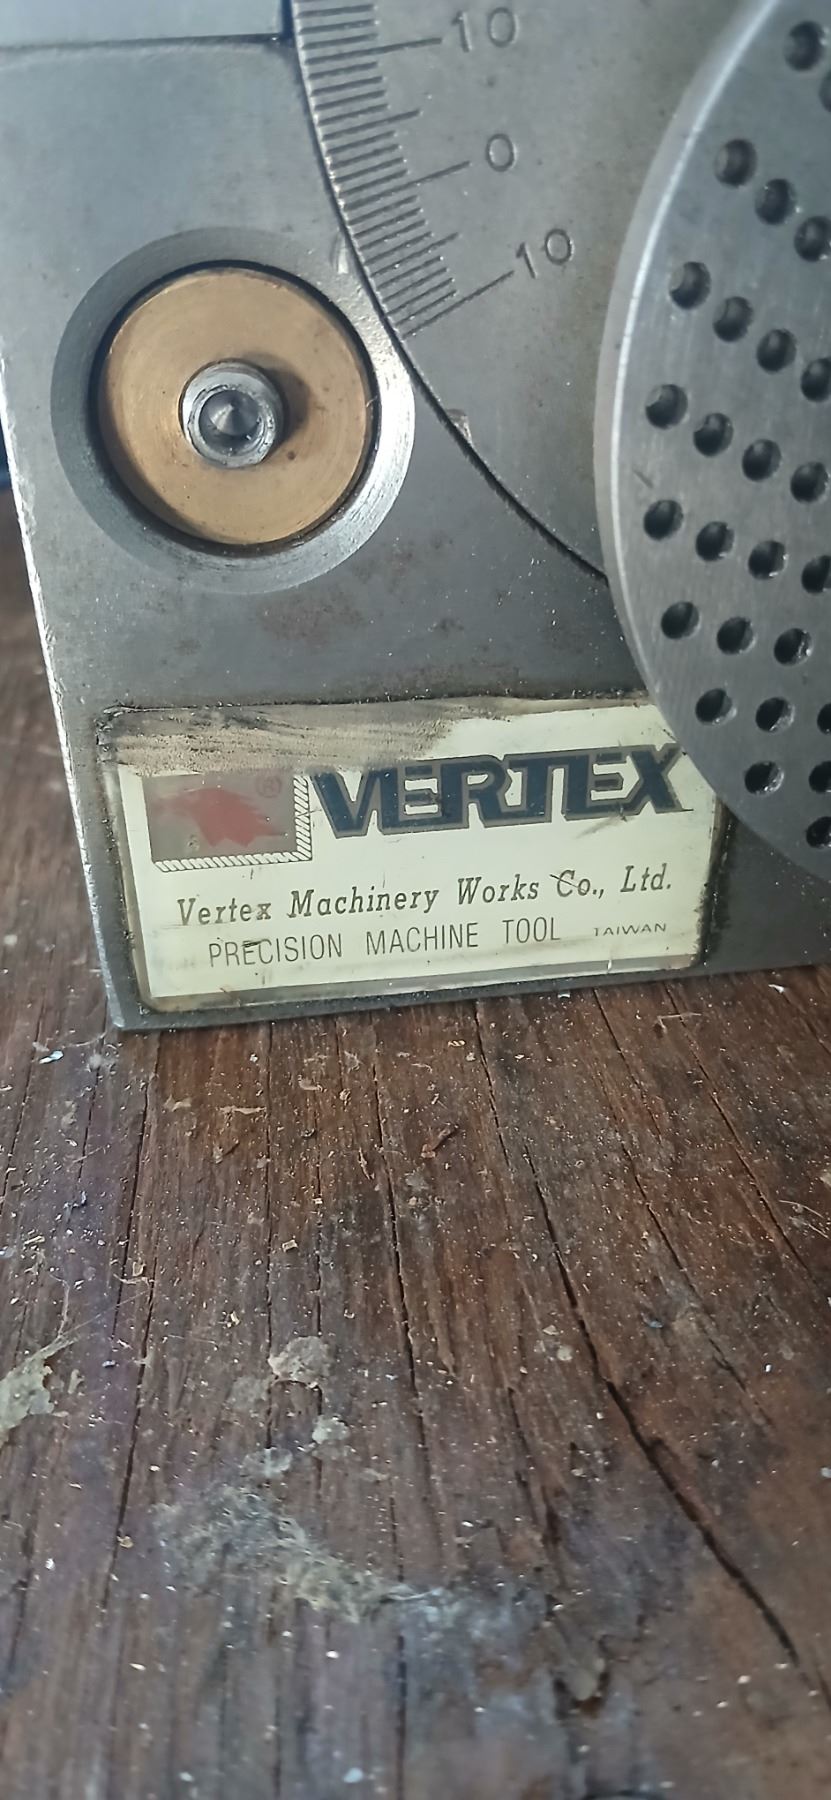 10
0
10
®
VERTEX
Vertex Machinery Works Co., Ltd.
PRECISION MACHINE TOOL TAIWAN